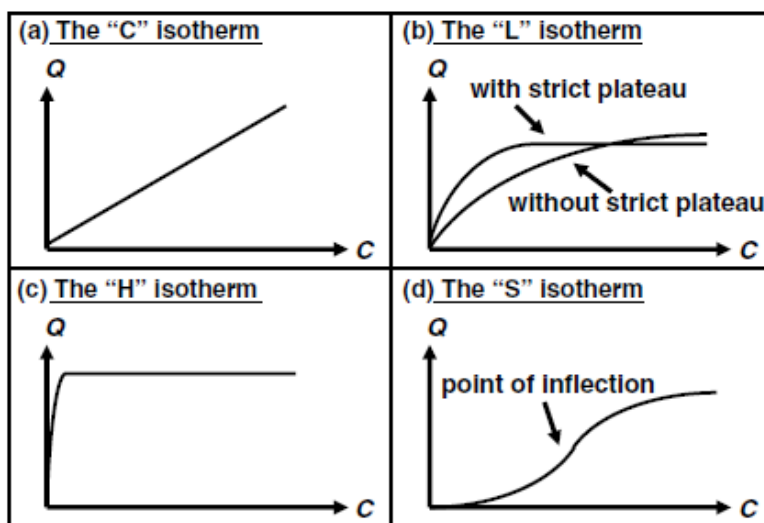 (a) The “C” isotherm
Q
C
(b) The “L” isotherm
Q
with strict plateau
without strict plateau
C
(c) The “H” isotherm
Q
C
(d) The “S” isotherm
Q
point of inflection
C